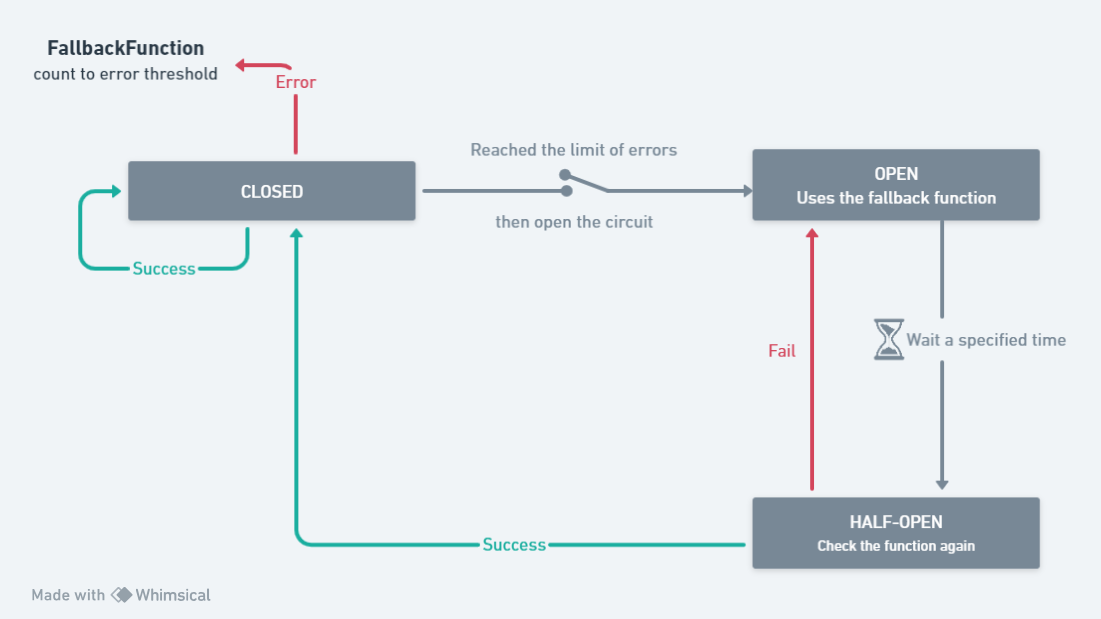 FallbackFunction
count to error threshold
Error
Reached the limit of errors
then open the circuit
CLOSED
OPEN
Uses the fallback function
Success
Fail
Wait a specified time
HALF-OPEN
Check the function again
Success
Made with Whimsical